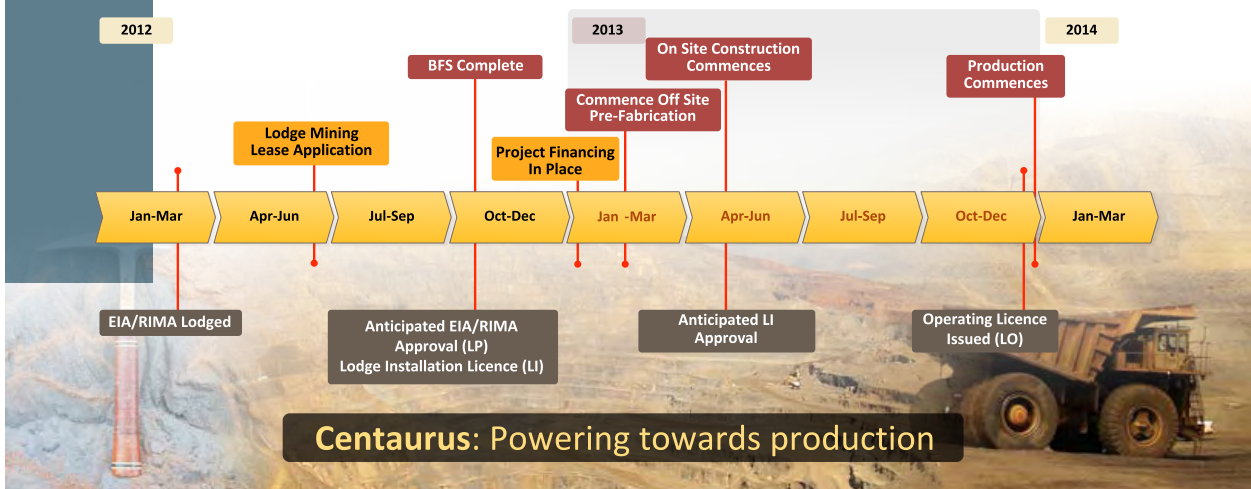 2012
2013
2014
BFS Complete
On Site Construction
Commences
Production
Commences
Commence Off Site
Pre-Fabrication
Lodge Mining
Lease Application
Project Financing
In Place
Jan-Mar
Apr-Jun
Jul-Sep
Oct-Dec
Jan -Mar
Apr-Jun
Jul-Sep
Oct-Dec
Jan-Mar
EIA/RIMA Lodged
Anticipated EIA/RIMA
Approval (LP)
Lodge Installation Licence (LI)
Anticipated LI
Approval
Operating Licence
Issued (LO)
Centaurus: Powering towards production